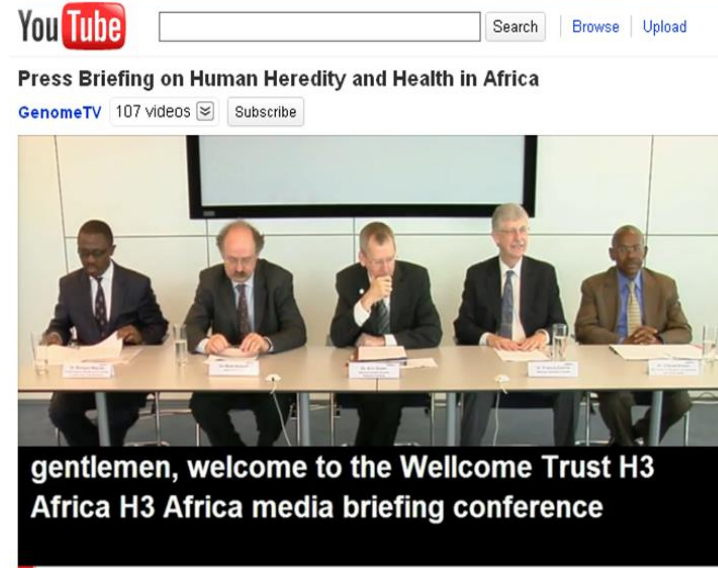 YouTube
Search
Browse
Upload
Press Briefing on Human Heredity and Health in Africa
GenomeTV 107 videos
Subscribe
gentlemen, welcome to the Wellcome Trust H3
Africa H3 Africa media briefing conference